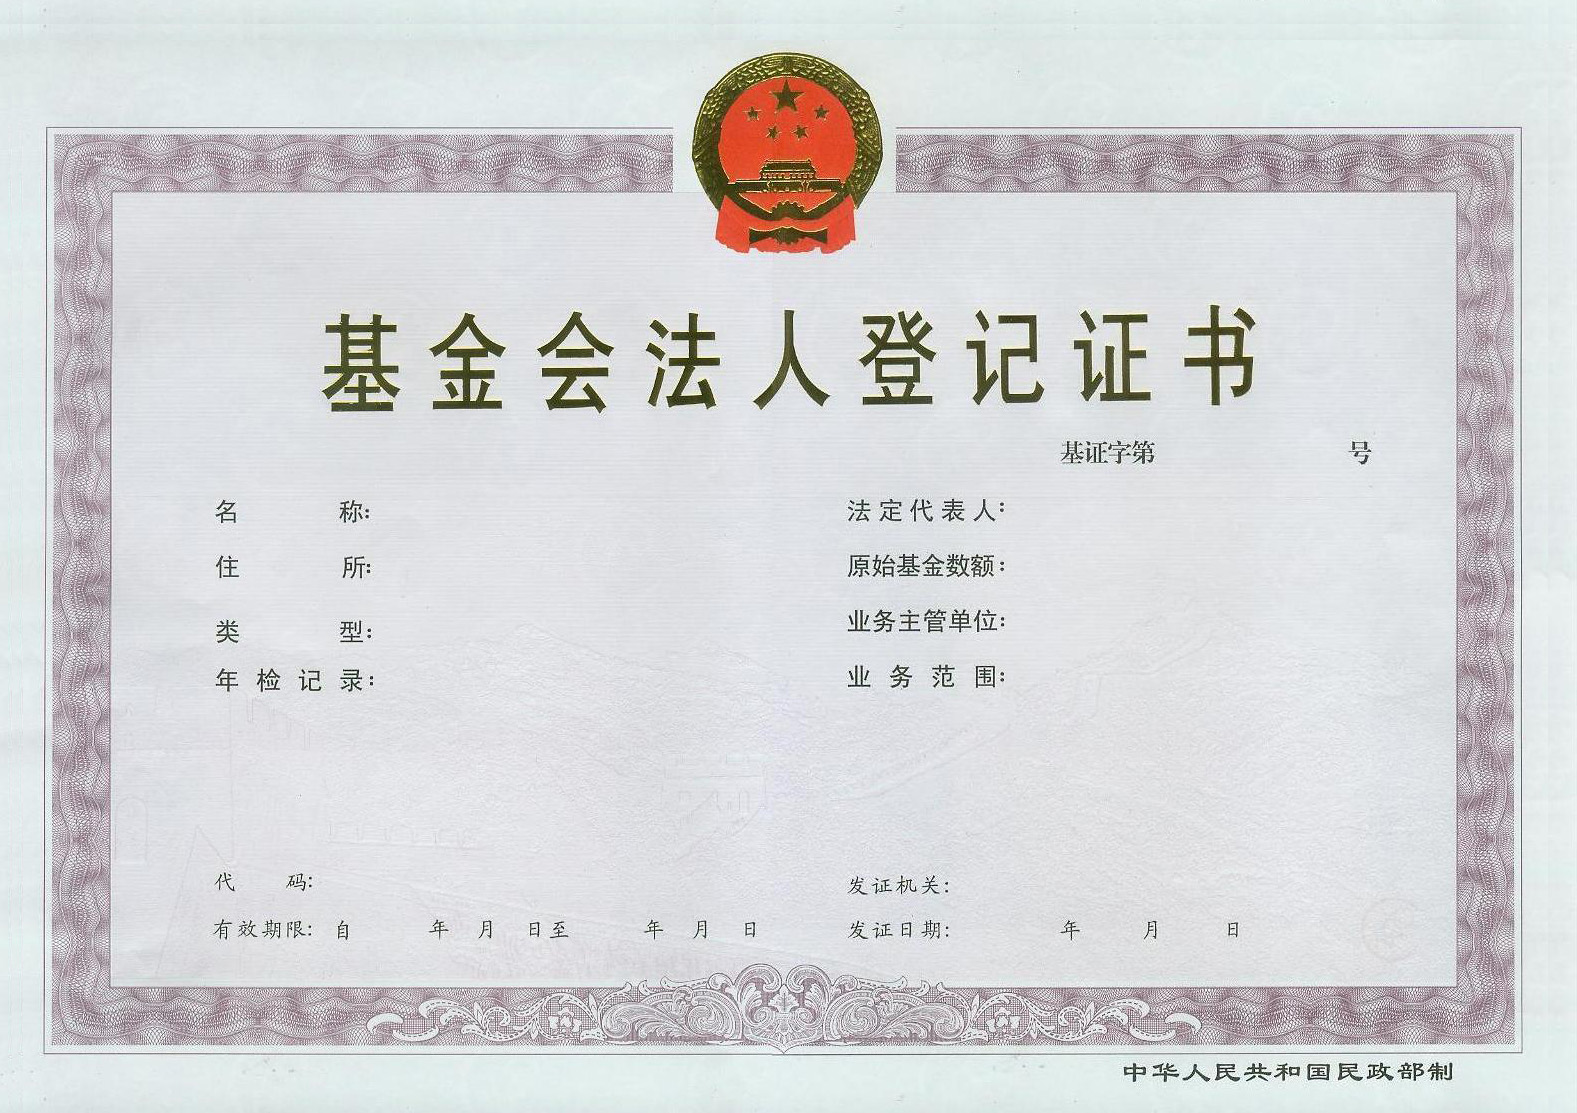 基金会法人登记证书
基证字第 号
名 称:
住 所:
类 型:
年检记录:
法定代表人:
原始基金数额:
业务主管单位:
业务范围:
代 码:
有效期限: 自 年 月 日至 年 月 日
发证机关:
发证日期: 年 月 日
中华人民共和国民政部制